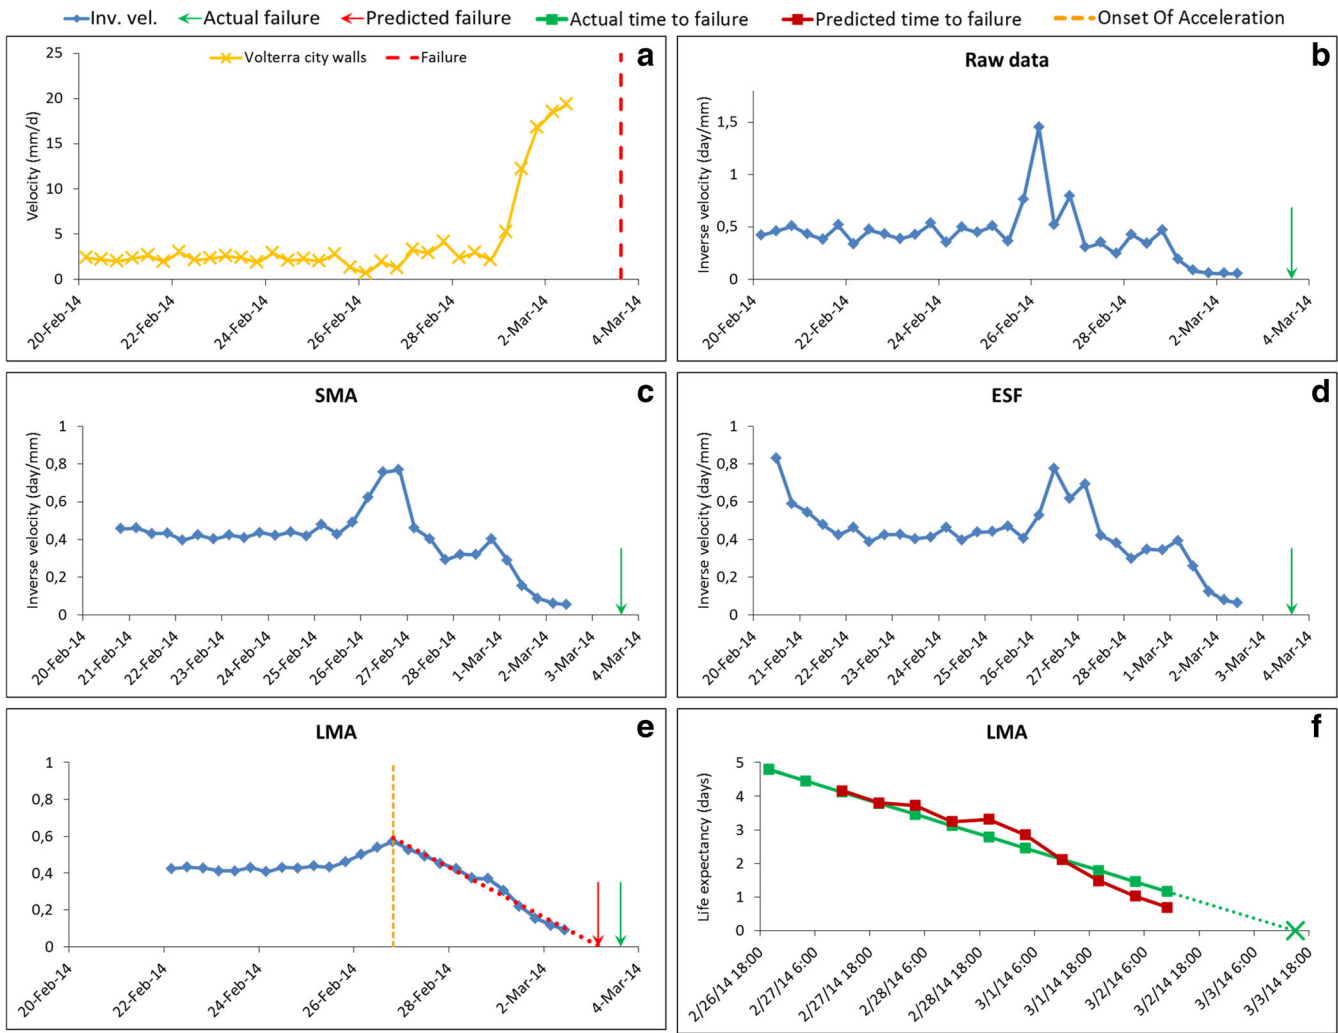 Inv. vel. Actual failure Predicted failure Actual time to failure Predicted time to failure Onset Of Acceleration
a
Volterra city walls Failure
Velocity (mm/d)
25
20
15
10
5
0
20-Feb-14 22-Feb-14 24-Feb-14 26-Feb-14 28-Feb-14 2-Mar-14 4-Mar-14
b
Raw data
Inverse velocity (day/mm)
1,5
1
0,5
0
20-Feb-14 22-Feb-14 24-Feb-14 26-Feb-14 28-Feb-14 2-Mar-14 4-Mar-14
c
SMA
Inverse velocity (day/mm)
1
0,8
0,6
0,4
0,2
0
20-Feb-14 21-Feb-14 22-Feb-14 23-Feb-14 24-Feb-14 25-Feb-14 26-Feb-14 27-Feb-14 28-Feb-14 1-Mar-14 2-Mar-14 3-Mar-14 4-Mar-14
d
ESF
Inverse velocity (day/mm)
1
0,8
0,6
0,4
0,2
0
20-Feb-14 21-Feb-14 22-Feb-14 23-Feb-14 24-Feb-14 25-Feb-14 26-Feb-14 27-Feb-14 28-Feb-14 1-Mar-14 2-Mar-14 3-Mar-14 4-Mar-14
e
LMA
1
0,8
0,6
0,4
0,2
0
20-Feb-14 22-Feb-14 24-Feb-14 26-Feb-14 28-Feb-14 2-Mar-14 4-Mar-14
f
LMA
Life expectancy (days)
5
4
3
2
1
0
2/26/14 18:00 2/27/14 6:00 2/27/14 18:00 2/28/14 6:00 2/28/14 18:00 3/1/14 6:00 3/1/14 18:00 3/2/14 6:00 3/2/14 18:00 3/3/14 6:00 3/3/14 18:00